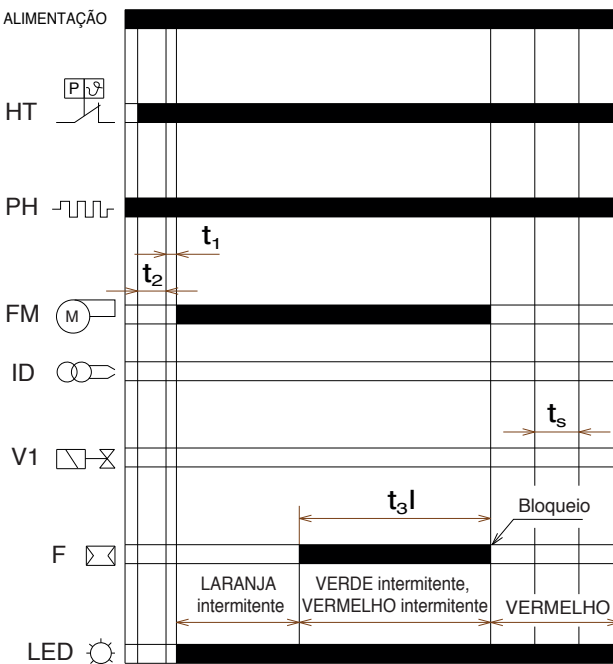 ALIMENTAÇÃO
P ϑ
HT
PH
t₁
t₂
FM
M
ID
tₛ
V1
t₃l
Bloqueio
F
LARANJA
intermitente
VERDE intermitente,
VERMELHO intermitente
VERMELHO
LED